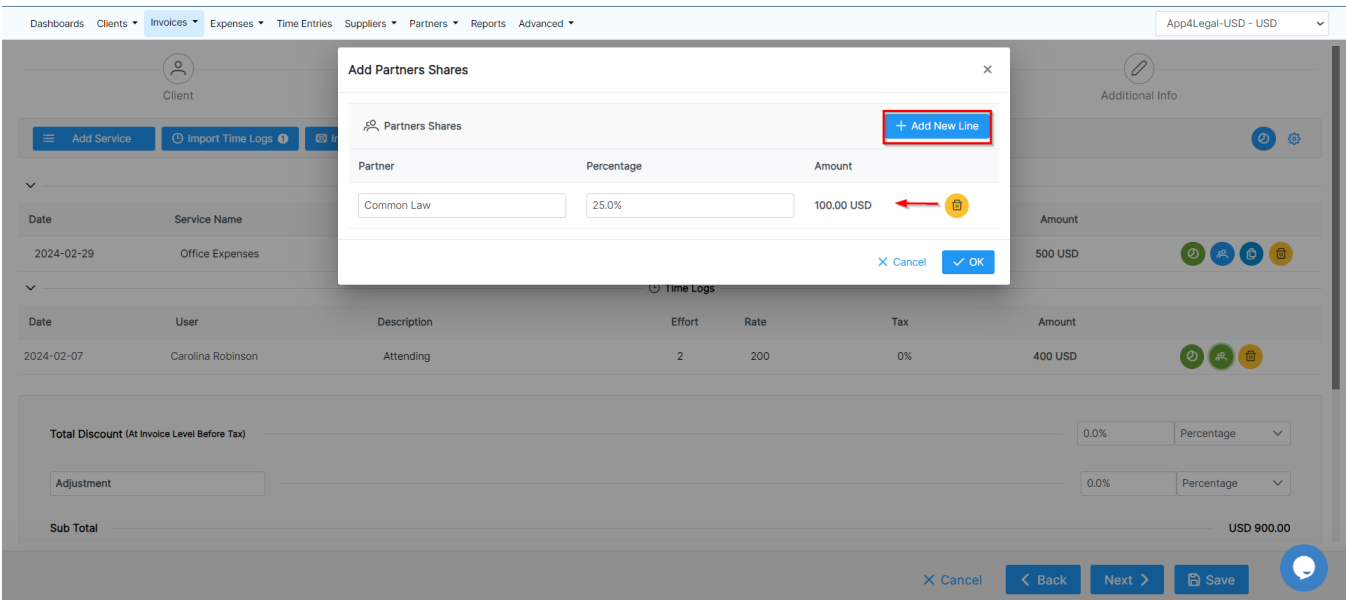 Dashboards Clients Invoices Expenses Time Entries Suppliers Partners Reports Advanced App4Legal-USD - USD
Add Partners Shares
Client
Additional Info
Partners Shares
+ Add New Line
Add Service Import Time Logs 1
Partner Percentage Amount
Common Law 25.0% 100.00 USD
Date Service Name Amount
2024-02-29 Office Expenses 500 USD
Cancel OK
Time Logs
Date User Description Effort Rate Tax Amount
2024-02-07 Carolina Robinson Attending 2 200 0% 400 USD
Total Discount (At Invoice Level Before Tax) 0.0% Percentage
Adjustment 0.0% Percentage
Sub Total USD 900.00
Cancel Back Next Save